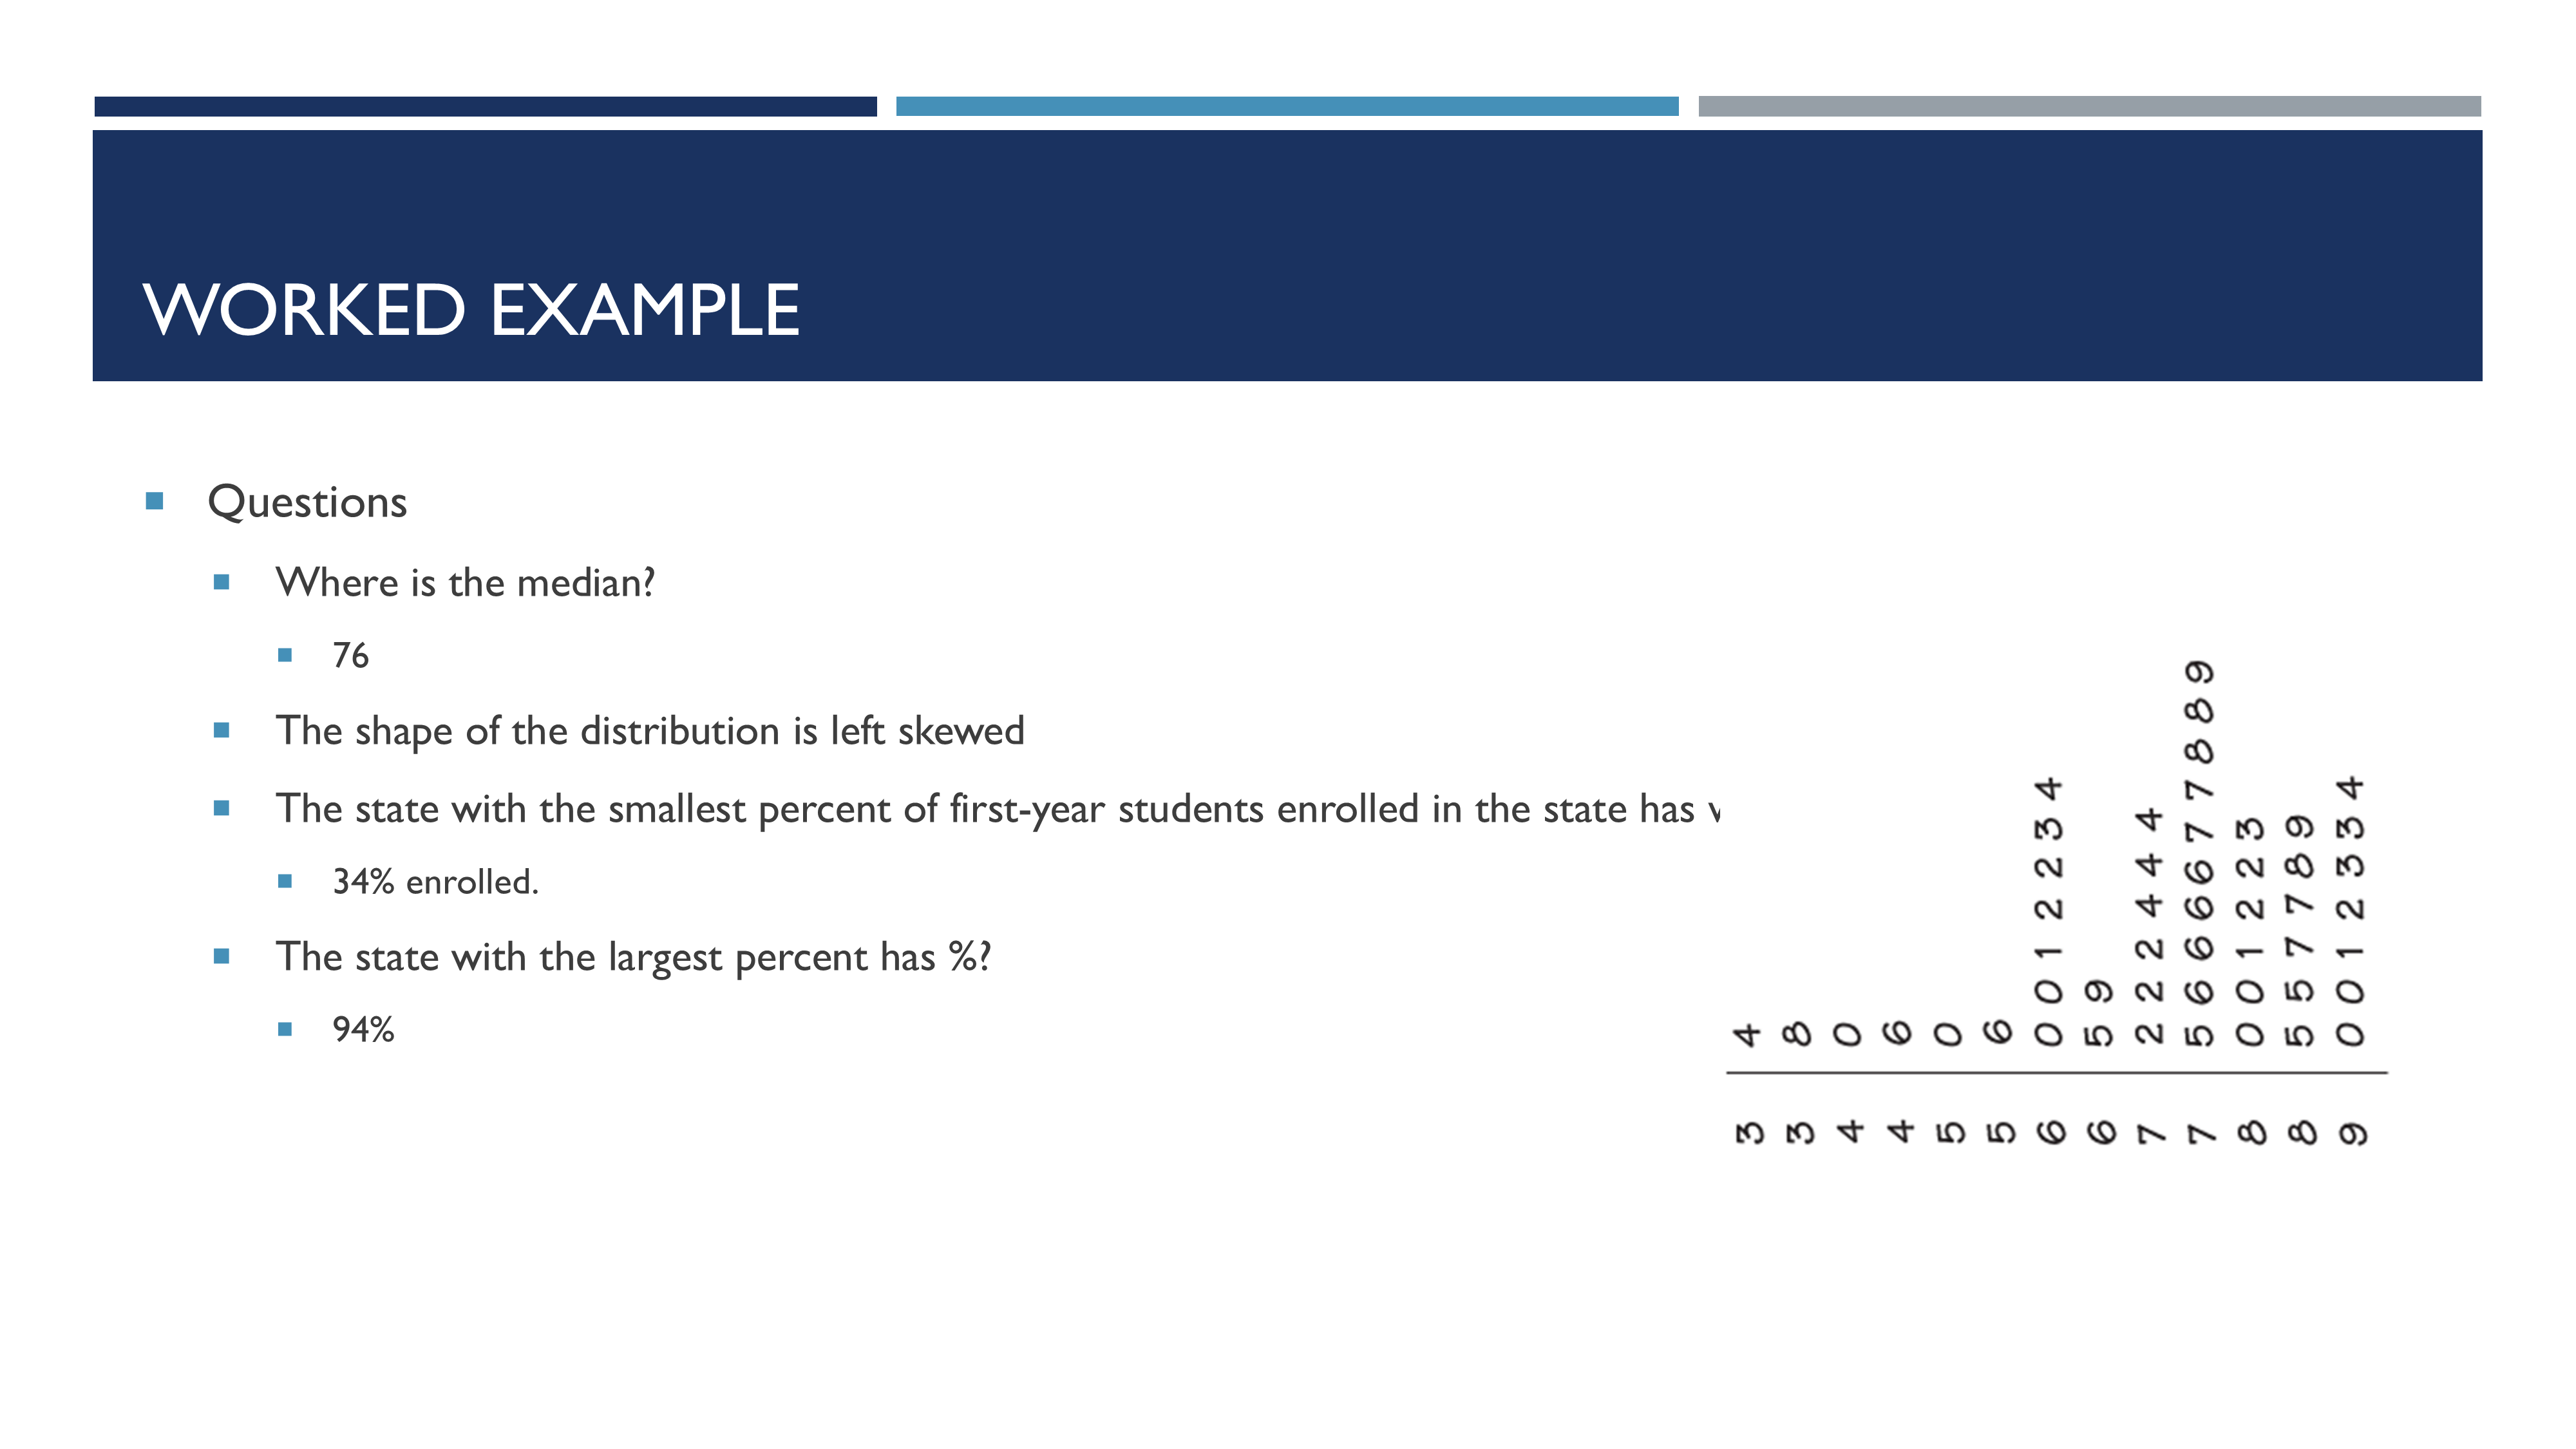 WORKED EXAMPLE
Questions
Where is the median?
76
The shape of the distribution is left skewed
The state with the smallest percent of first-year students enrolled in the state has
34% enrolled.
The state with the largest percent has %?
94%
3 4
3 8
4 0
4 6
5 0
5 6
6 0 0 1 2 2 3 4
6 5 9
7 2 2 2 4 4 4
7 5 6 6 6 6 7 7 8 8 9
8 0 0 1 2 2 3
8 5 5 7 7 8 9
9 0 0 1 2 3 3 4